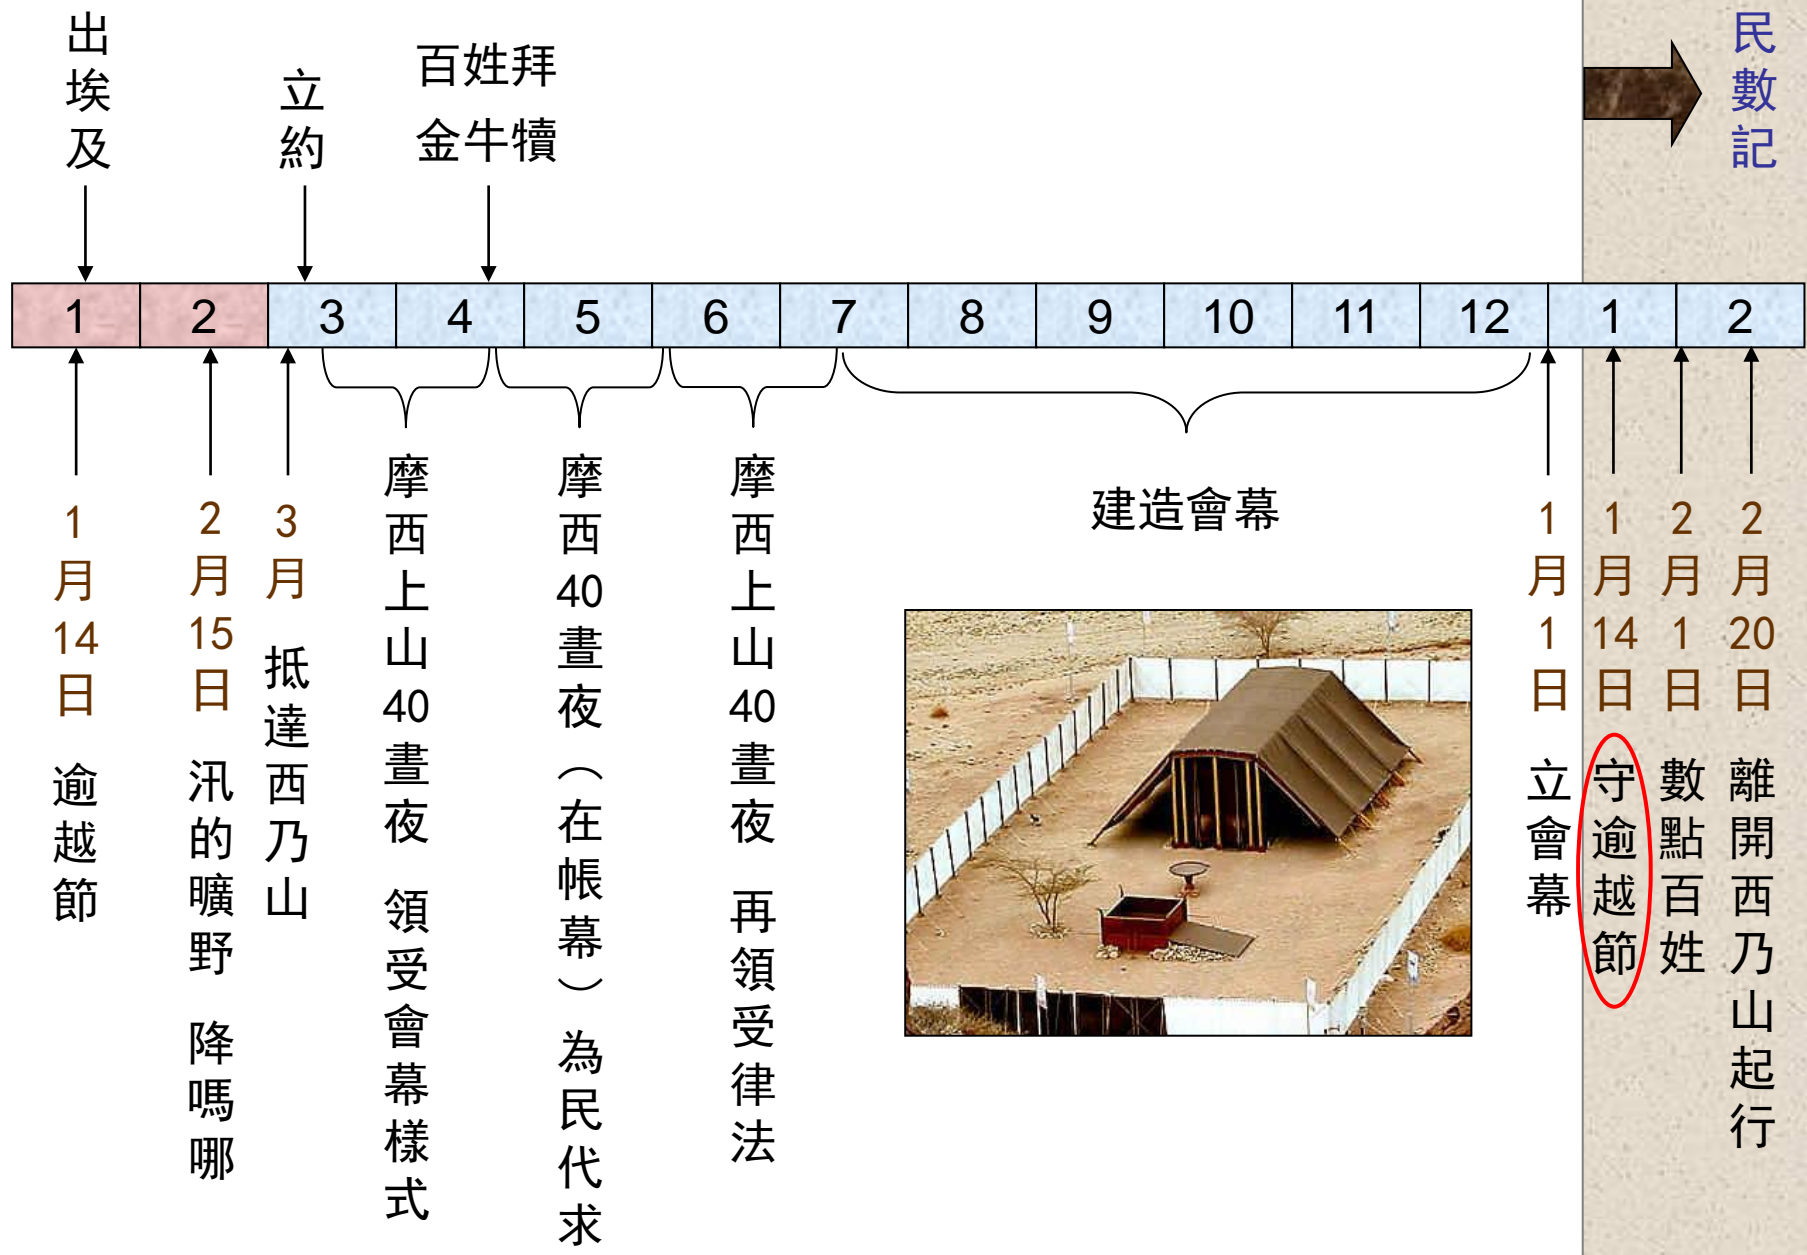 出埃及
立約
百姓拜
金牛犢
民數記
1 2 3 4 5 6 7 8 9 10 11 12 1 2
1月14日 逾越節
2月15日 汛的曠野 降嗎哪
3月 抵達西乃山
摩西上山40晝夜 領受會幕樣式
摩西40晝夜（在帳幕）為民代求
摩西上山40晝夜 再領受律法
建造會幕
1月1日 立會幕
1月14日 守逾越節
2月1日 數點百姓
2月20日 離開西乃山起行